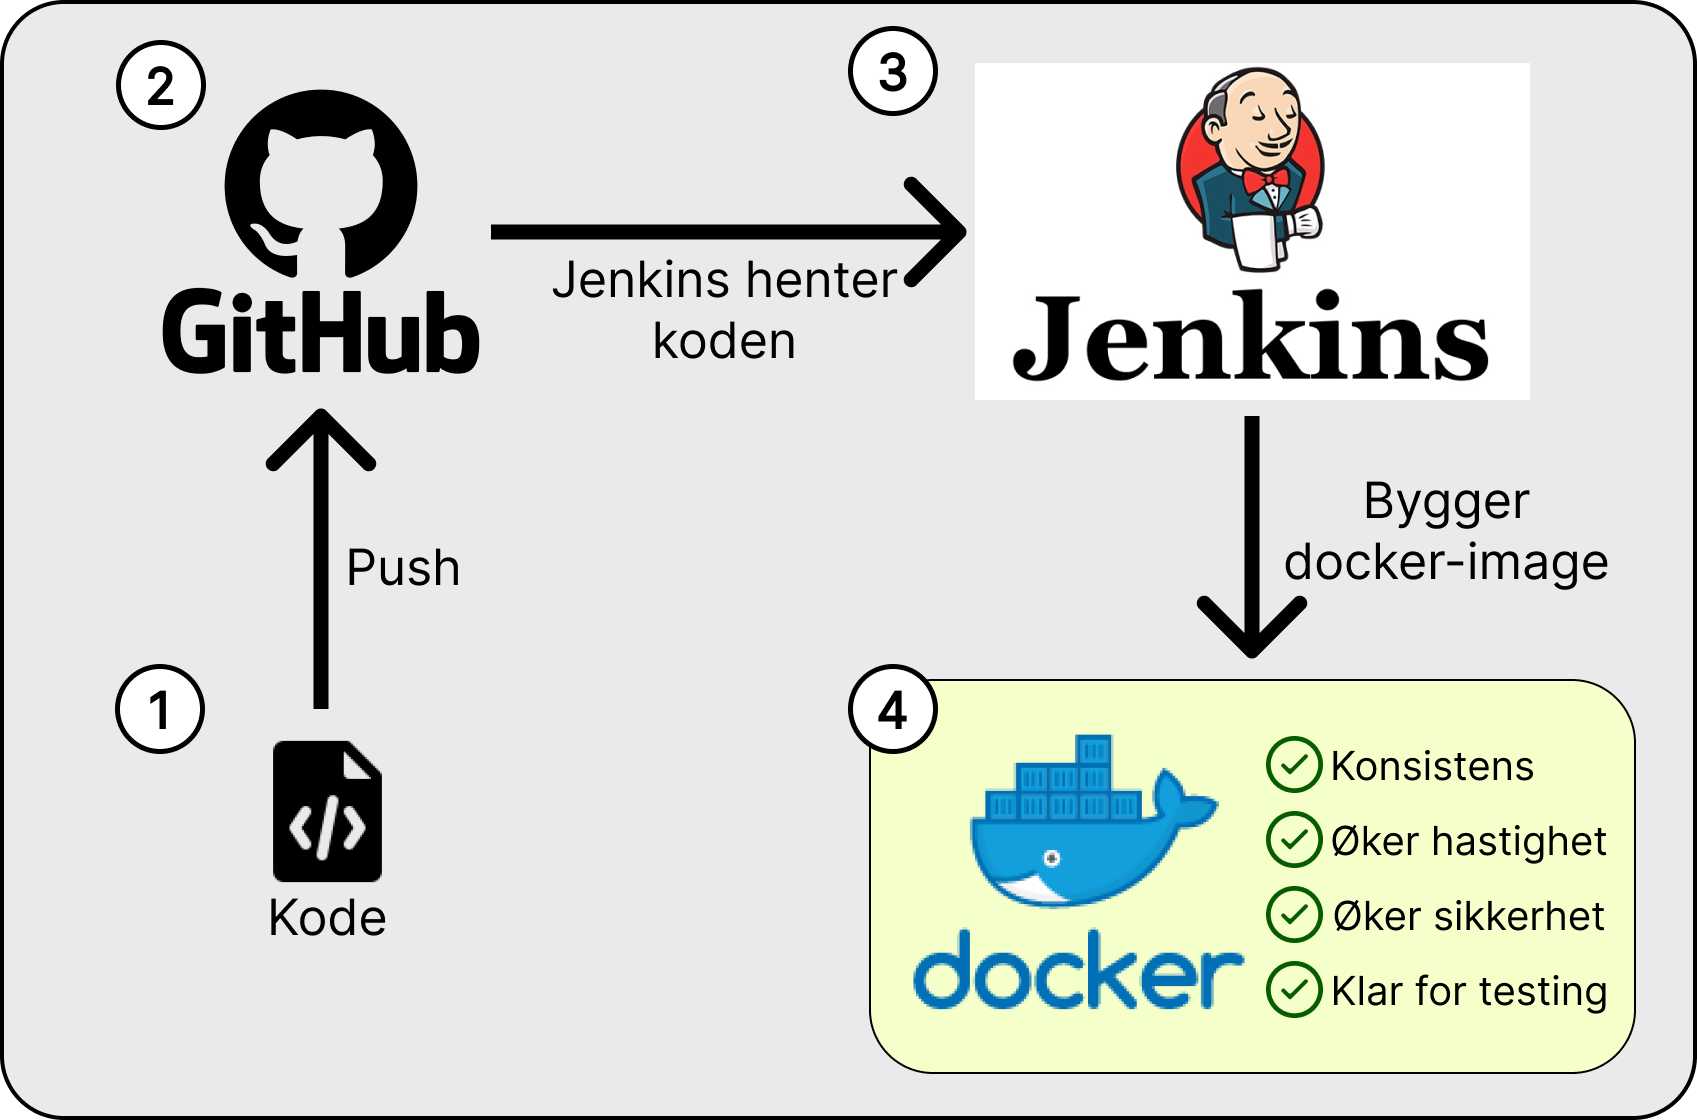 2
GitHub
Jenkins henter
koden
3
Jenkins
Push
Bygger
docker-image
1
Kode
4
docker
Konsistens
Øker hastighet
Øker sikkerhet
Klar for testing